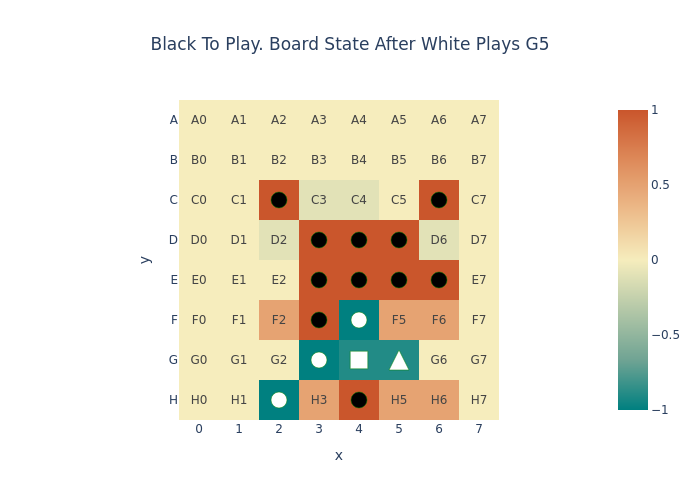 Black To Play. Board State After White Plays G5
A A0 A1 A2 A3 A4 A5 A6 A7
B B0 B1 B2 B3 B4 B5 B6 B7
C C0 C1 C3 C4 C5 C7
D D0 D1 D2 D6 D7
E E0 E1 E2 E7
F F0 F1 F2 F5 F6 F7
G G0 G1 G2 G6 G7
H H0 H1 H3 H5 H6 H7
0 1 2 3 4 5 6 7
x
y
1
0.5
0
−0.5
−1